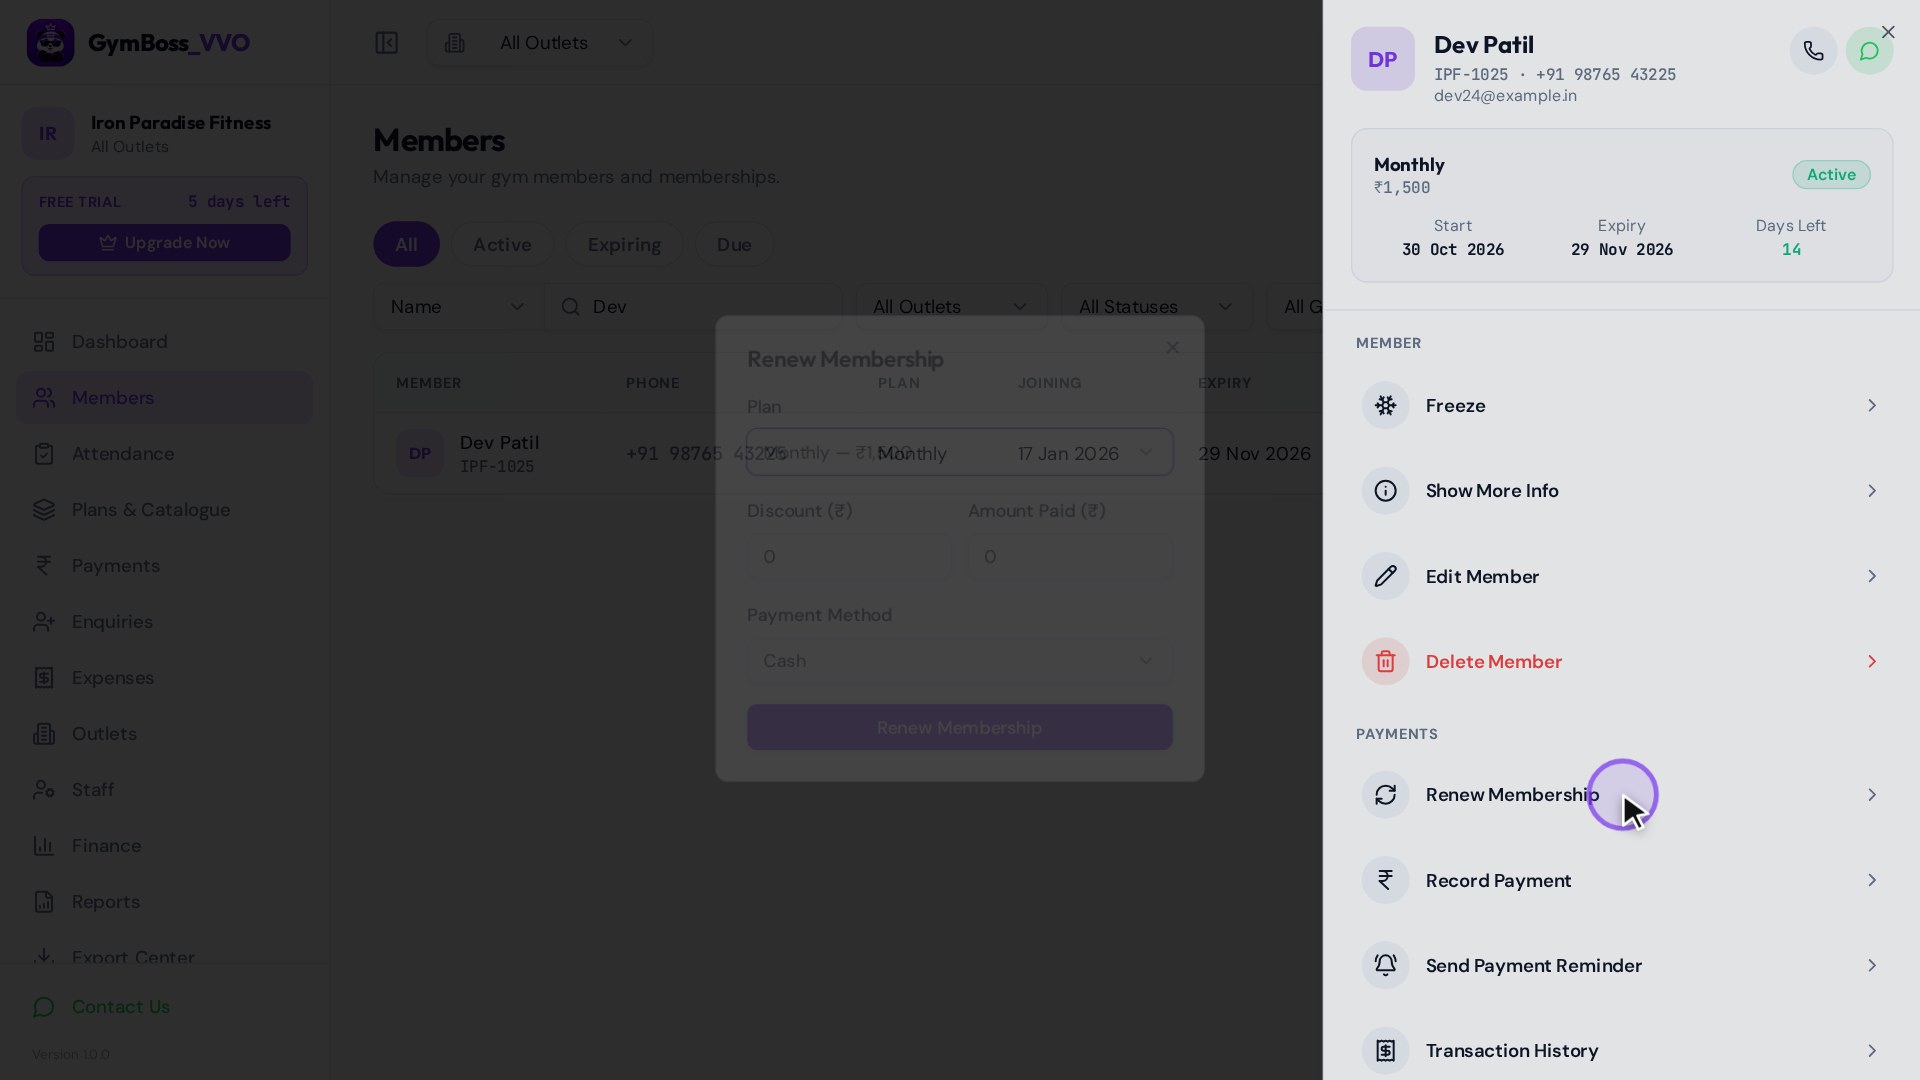 GymBoss_VVO
All Outlets
IR
Iron Paradise Fitness
All Outlets
FREE TRIAL
5 days left
Upgrade Now
Dashboard
Members
Attendance
Plans & Catalogue
Payments
Enquiries
Expenses
Outlets
Staff
Finance
Reports
Export Center
Contact Us
Version 1.0.0
Members
Manage your gym members and memberships.
All
Active
Expiring
Due
Name
Dev
All Outlets
All Statuses
All G
MEMBER
PHONE
PLAN
JOINING
EXPIRY
DP
Dev Patil
IPF-1025
+91 98765 43225
Monthly
17 Jan 2026
29 Nov 2026
Renew Membership
Plan
Monthly — ₹1,500
Discount (₹)
Amount Paid (₹)
0
0
Payment Method
Cash
Renew Membership
DP
Dev Patil
IPF-1025 · +91 98765 43225
dev24@example.in
Monthly
₹1,500
Active
Start
Expiry
Days Left
30 Oct 2026
29 Nov 2026
14
MEMBER
Freeze
Show More Info
Edit Member
Delete Member
PAYMENTS
Renew Membership
Record Payment
Send Payment Reminder
Transaction History